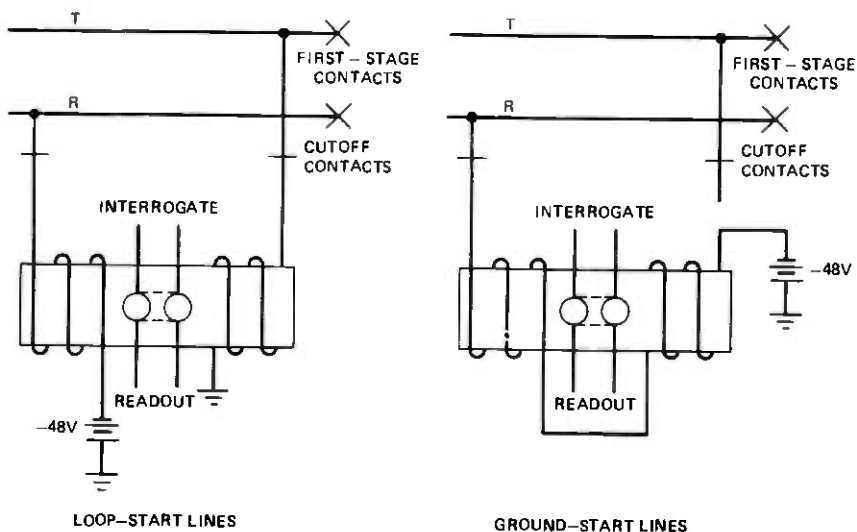 T
FIRST – STAGE
CONTACTS
R
CUTOFF
CONTACTS
INTERROGATE
READOUT
–48V
LOOP–START LINES
T
FIRST – STAGE
CONTACTS
R
CUTOFF
CONTACTS
INTERROGATE
–48V
READOUT
GROUND–START LINES